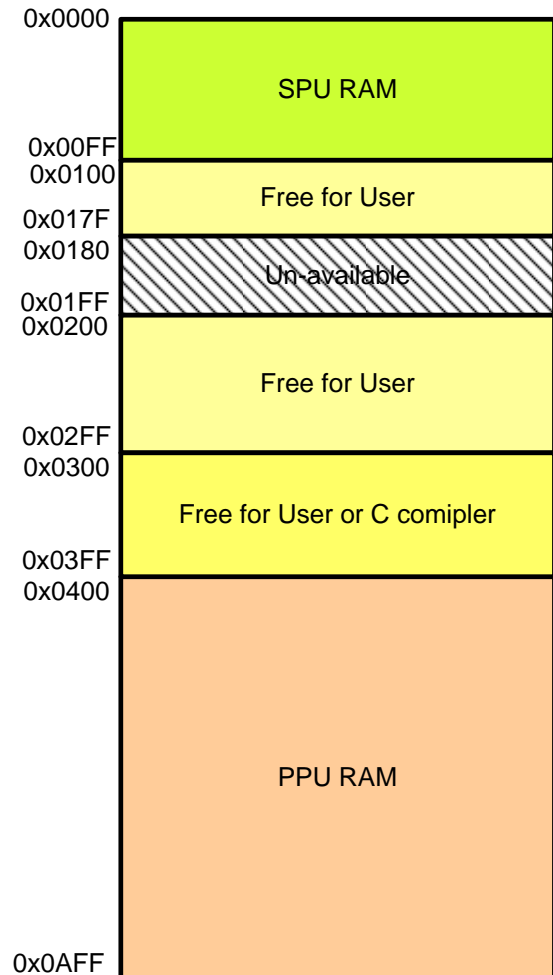 0x0000
SPU RAM
0x00FF
0x0100
Free for User
0x017F
0x0180
Un-available
0x01FF
0x0200
Free for User
0x02FF
0x0300
Free for User or C comipler
0x03FF
0x0400
PPU RAM
0x0AFF